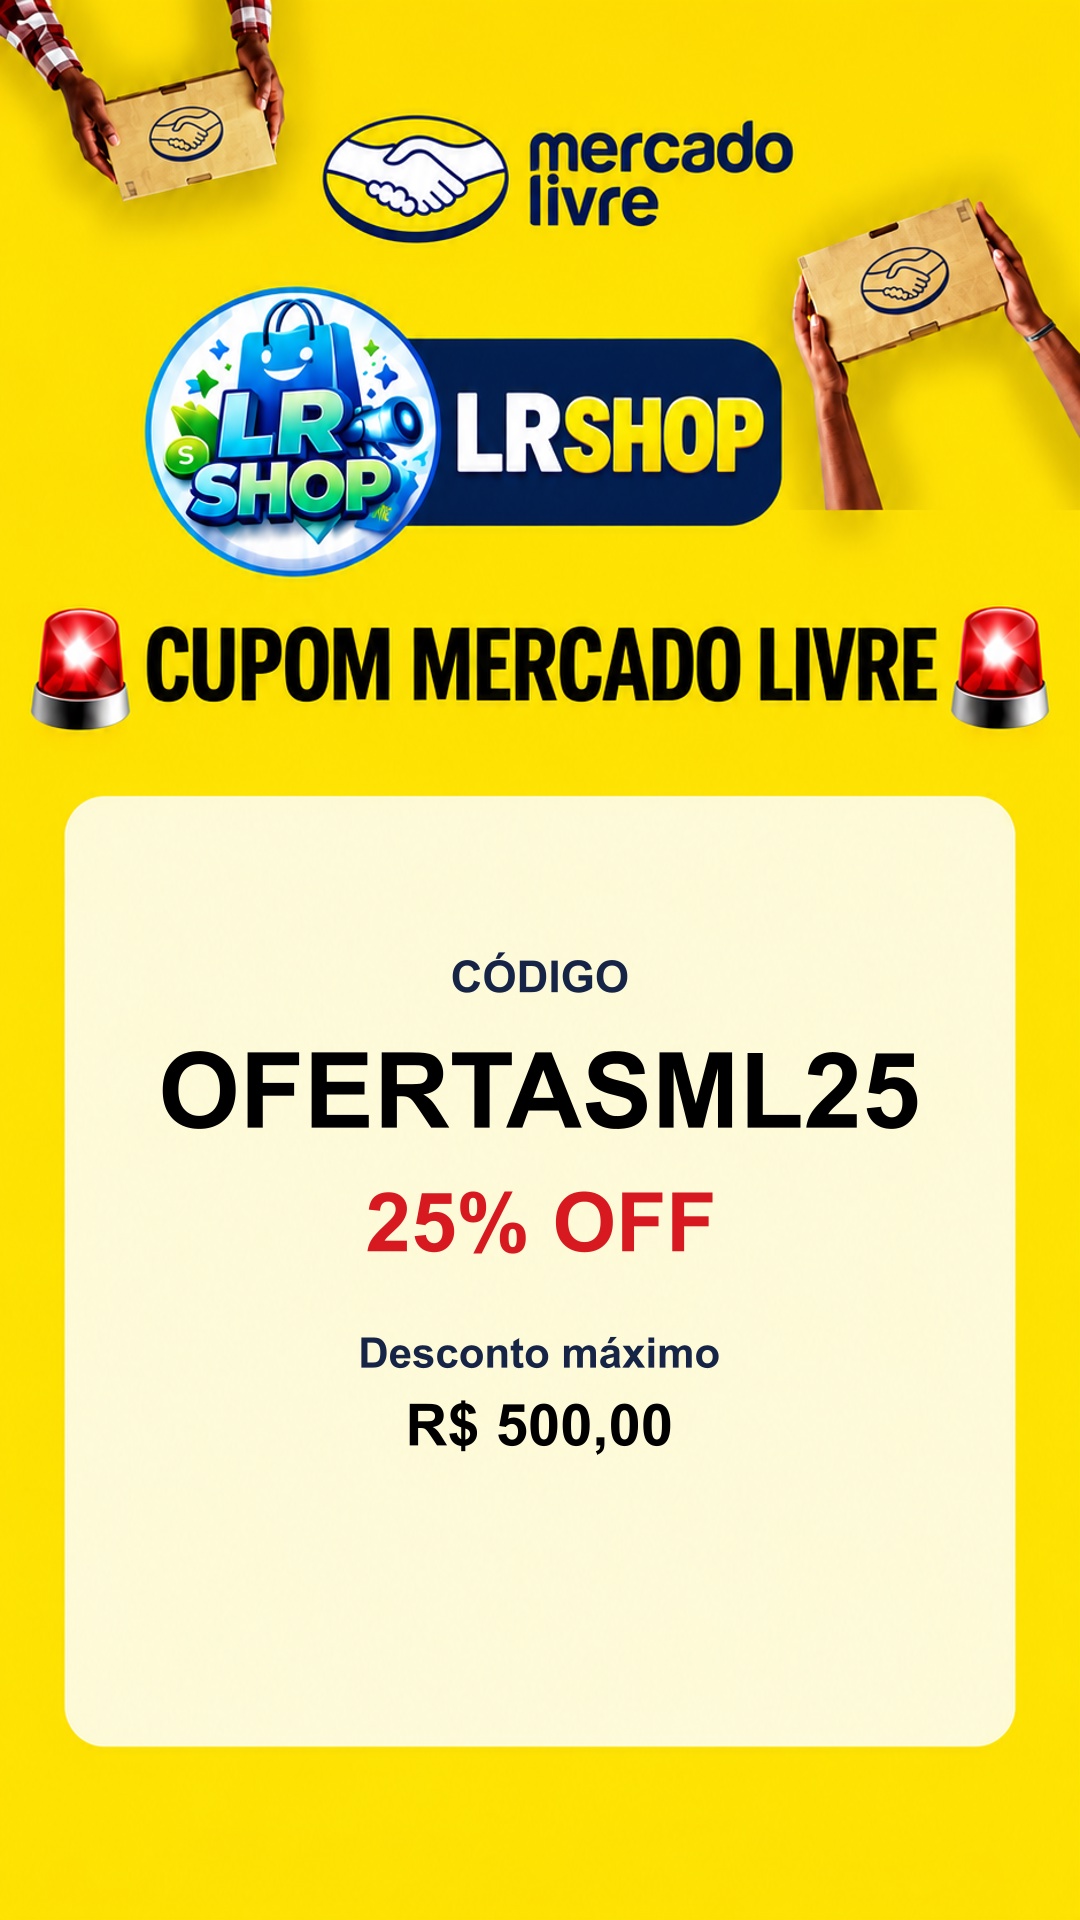 mercado
livre
LR
SHOP
S
LRSHOP
CUPOM MERCADO LIVRE
CÓDIGO
OFERTASML25
25% OFF
Desconto máximo
R$ 500,00